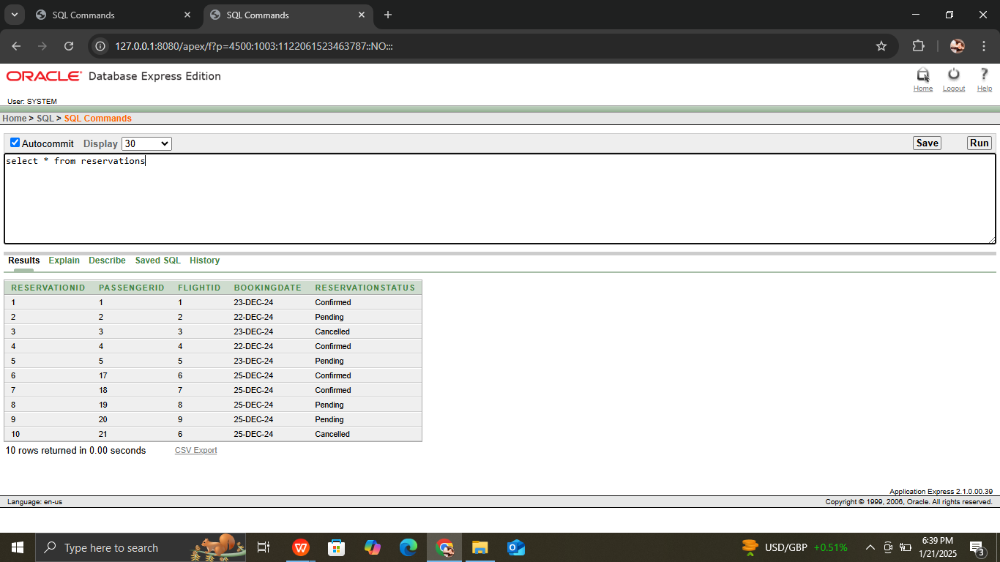 SQL Commands
SQL Commands
127.0.0.1:8080/apex/f?p=4500:1003:1122061523463787::NO:::
ORACLE Database Express Edition
Home Logout Help
User: SYSTEM
Home > SQL > SQL Commands
Autocommit Display 30 Save Run
select * from reservations
Results Explain Describe Saved SQL History
RESERVATIONID PASSENGERID FLIGHTID BOOKINGDATE RESERVATIONSTATUS
1 1 1 23-DEC-24 Confirmed
2 2 2 22-DEC-24 Pending
3 3 3 23-DEC-24 Cancelled
4 4 4 22-DEC-24 Confirmed
5 5 5 23-DEC-24 Pending
6 17 6 25-DEC-24 Confirmed
7 18 7 25-DEC-24 Confirmed
8 19 8 25-DEC-24 Pending
9 20 9 25-DEC-24 Pending
10 21 6 25-DEC-24 Cancelled
10 rows returned in 0.00 seconds CSV Export
Application Express 2.1.0.00.39
Language: en-us Copyright © 1999, 2006, Oracle. All rights reserved.
Type here to search
USD/GBP +0.51%
6:39 PM
1/21/2025
3